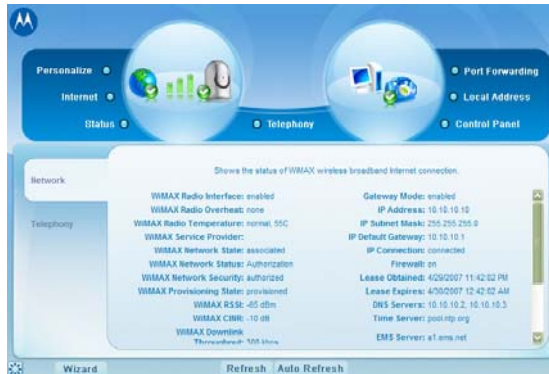 Personalize
Internet
Status
Telephony
Port Forwarding
Local Address
Control Panel
Network
Telephony
Shows the status of WiMAX wireless broadband Internet connection.
WiMAX Radio Interface: enabled
WiMAX Radio Overheat: none
WiMAX Radio Temperature: normal, 55C
WiMAX Service Provider:
WiMAX Network State: associated
WiMAX Network Status: Authorization
WiMAX Network Security: authorized
WiMAX Provisioning State: provisioned
WiMAX RSSI: -65 dBm
WiMAX CINR: -10 dB
WiMAX Downlink
Throughput: 300 kbps
Gateway Mode: enabled
IP Address: 10.10.10.10
IP Subnet Mask: 255.255.255.0
IP Default Gateway: 10.10.10.1
IP Connection: connected
Firewall: on
Lease Obtained: 4/29/2007 11:42:02 PM
Lease Expires: 4/30/2007 12:42:02 AM
DNS Servers: 10.10.10.2, 10.10.10.3
Time Server: pool.ntp.org
EMS Server: a1.ems.net
Wizard
Refresh
Auto Refresh